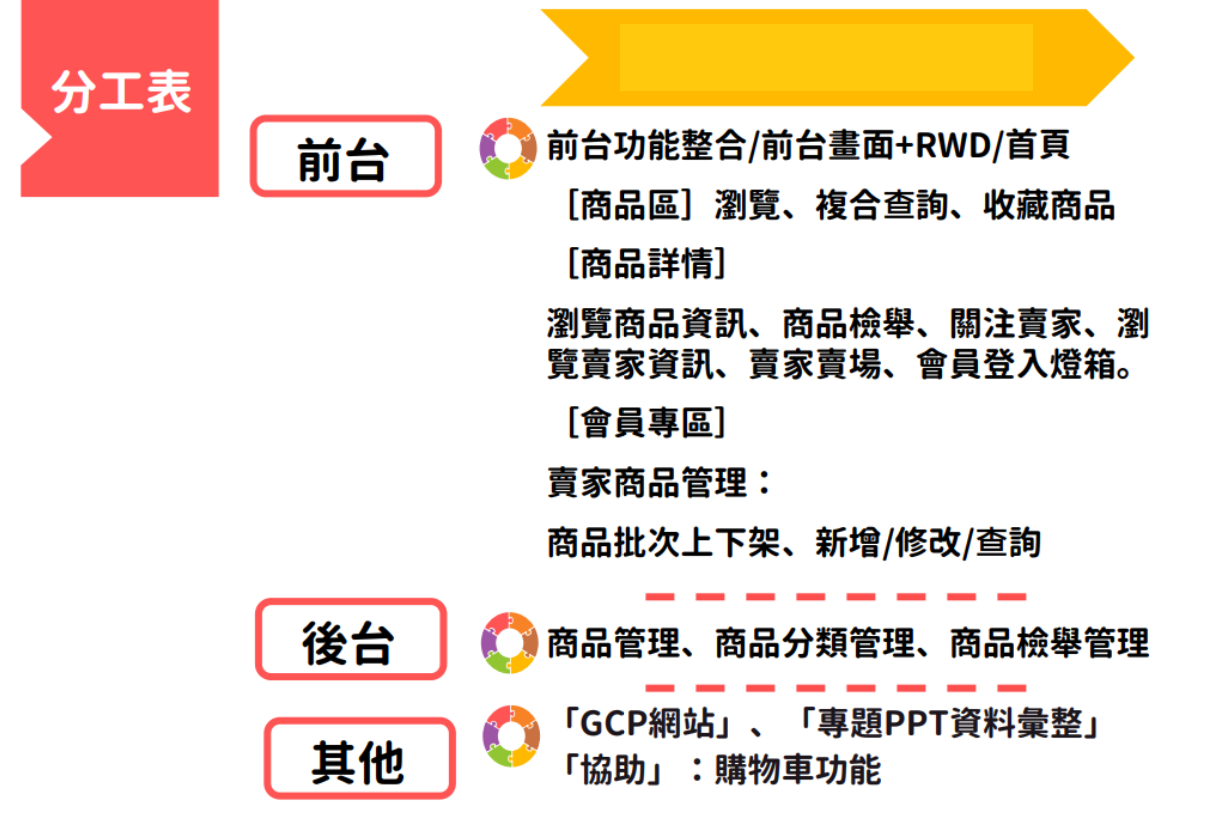 分工表
前台
前台功能整合/前台畫面+RWD/首頁
［商品區］瀏覽、複合查詢、收藏商品
［商品詳情］
瀏覽商品資訊、商品檢舉、關注賣家、瀏
覽賣家資訊、賣家賣場、會員登入燈箱。
［會員專區］
賣家商品管理：
商品批次上下架、新增/修改/查詢
後台
商品管理、商品分類管理、商品檢舉管理
其他
「GCP網站」、「專題PPT資料彙整」
「協助」：購物車功能